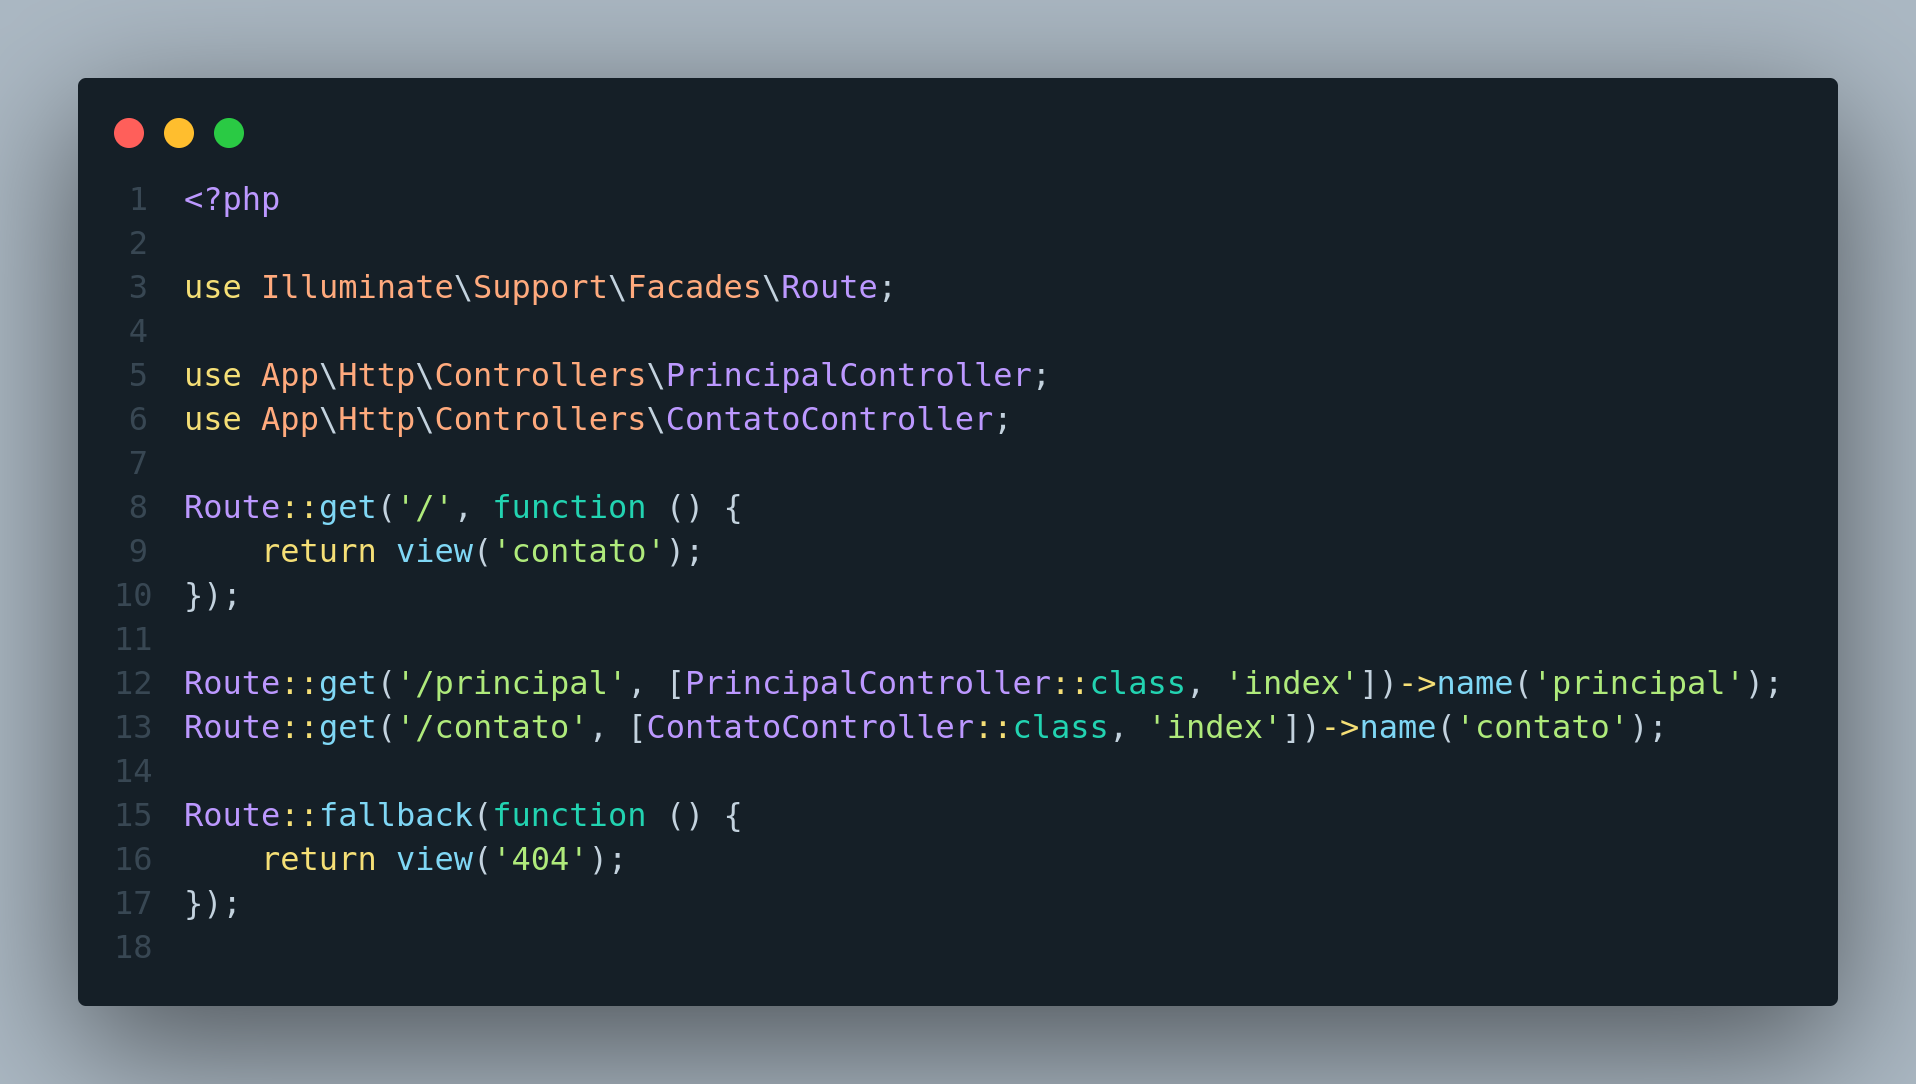 1 <?php
2
3 use Illuminate\Support\Facades\Route;
4
5 use App\Http\Controllers\PrincipalController;
6 use App\Http\Controllers\ContatoController;
7
8 Route::get('/', function () {
9     return view('contato');
10 });
11
12 Route::get('/principal', [PrincipalController::class, 'index'])->name('principal');
13 Route::get('/contato', [ContatoController::class, 'index'])->name('contato');
14
15 Route::fallback(function () {
16     return view('404');
17 });
18